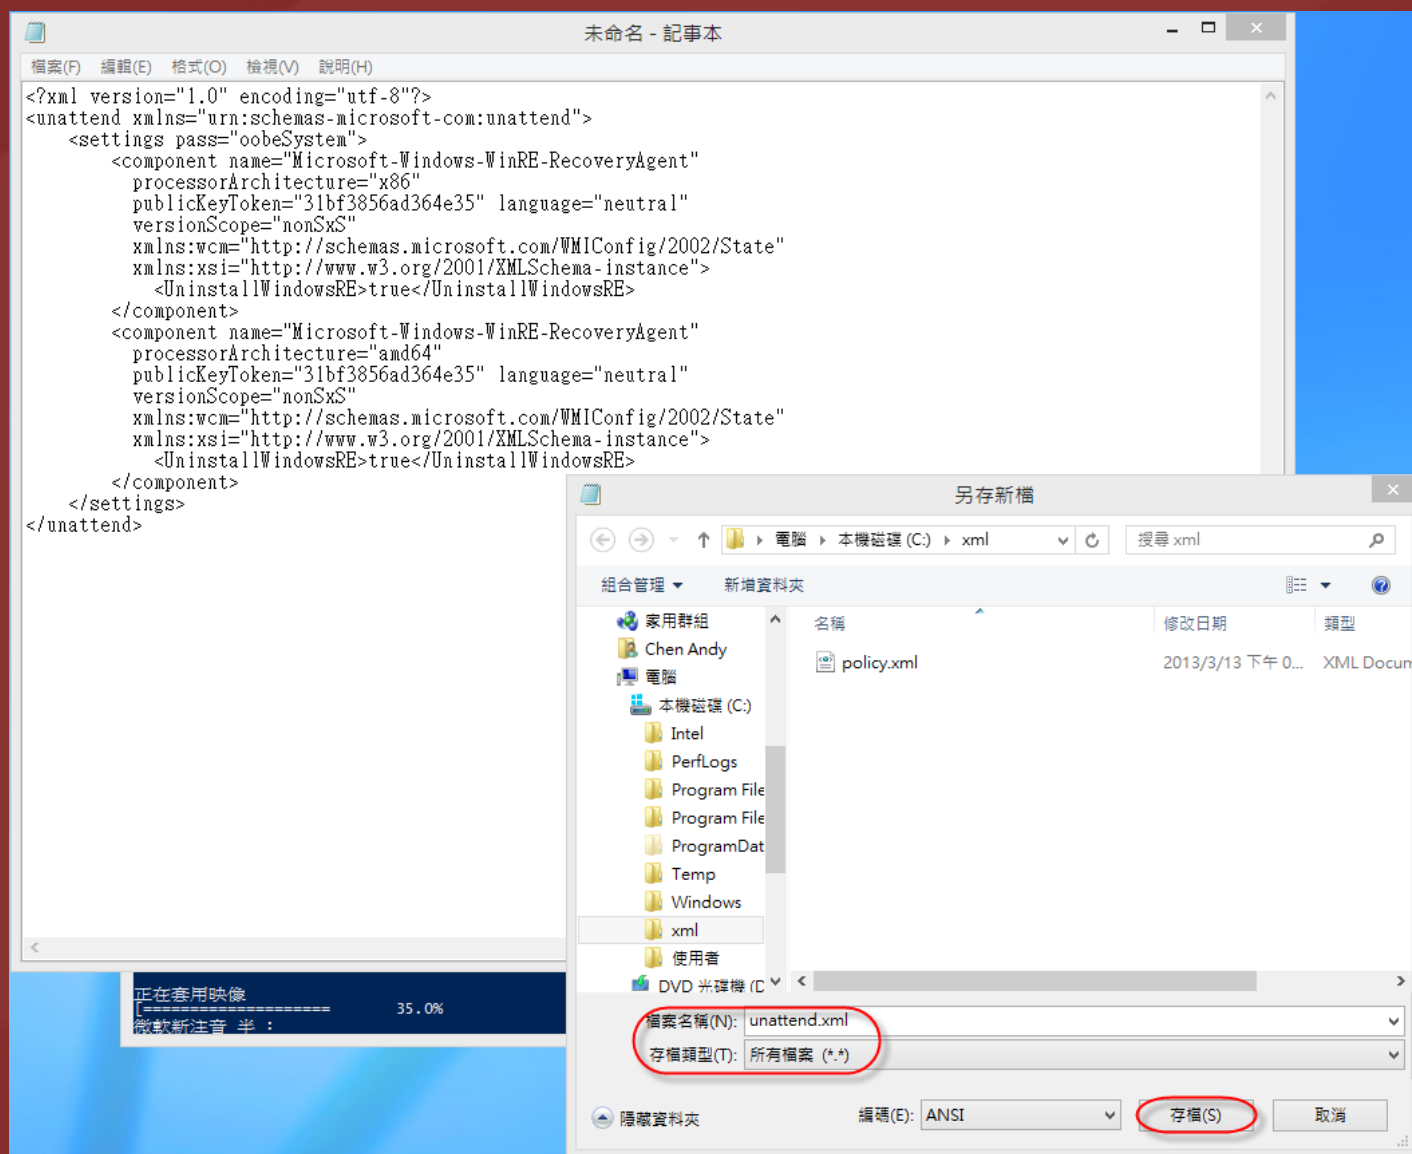 未命名 - 記事本
檔案(F) 編輯(E) 格式(O) 檢視(V) 說明(H)
<?xml version="1.0" encoding="utf-8"?>
<unattend xmlns="urn:schemas-microsoft-com:unattend">
<settings pass="oobeSystem">
<component name="Microsoft-Windows-WinRE-RecoveryAgent"
processorArchitecture="x86"
publicKeyToken="31bf3856ad364e35" language="neutral"
versionScope="nonSxS"
xmlns:wcm="http://schemas.microsoft.com/WMIConfig/2002/State"
xmlns:xsi="http://www.w3.org/2001/XMLSchema-instance">
<UninstallWindowsRE>true</UninstallWindowsRE>
</component>
<component name="Microsoft-Windows-WinRE-RecoveryAgent"
processorArchitecture="amd64"
publicKeyToken="31bf3856ad364e35" language="neutral"
versionScope="nonSxS"
xmlns:wcm="http://schemas.microsoft.com/WMIConfig/2002/State"
xmlns:xsi="http://www.w3.org/2001/XMLSchema-instance">
<UninstallWindowsRE>true</UninstallWindowsRE>
</component>
</settings>
</unattend>
另存新檔
電腦 本機磁碟 (C:) xml
搜尋 xml
組合管理 新增資料夾
名稱 修改日期 類型
policy.xml 2013/3/13 下午 0... XML Docum
家用群組
Chen Andy
電腦
本機磁碟 (C:)
Intel
PerfLogs
Program File
Program File
ProgramDat
Temp
Windows
xml
使用者
DVD 光碟機 (D
正在套用映像
[===================== 35.0%
微軟新注音 半 :
檔案名稱(N): unattend.xml
存檔類型(T): 所有檔案 (*.*)
隱藏資料夾 編碼(E): ANSI 存檔(S) 取消